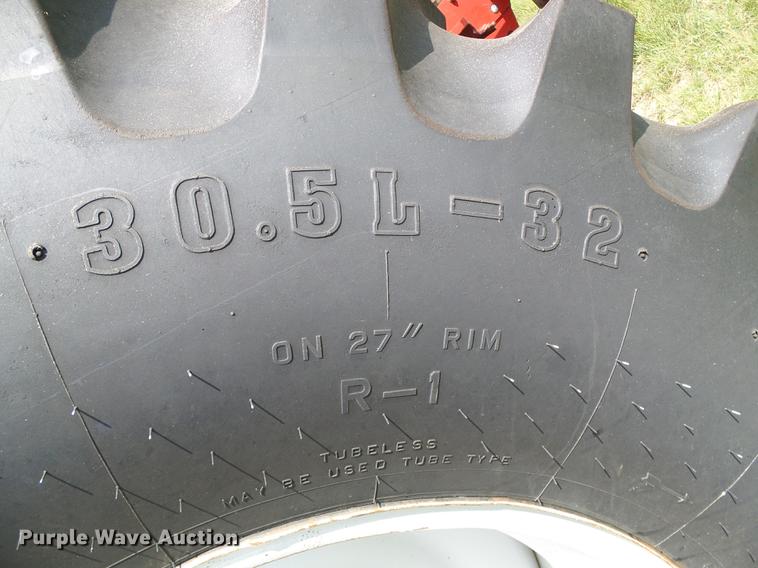 30.5L-32
ON 27" RIM
R-1
TUBELESS
MAY BE USED TUBE TYPE
Purple Wave Auction